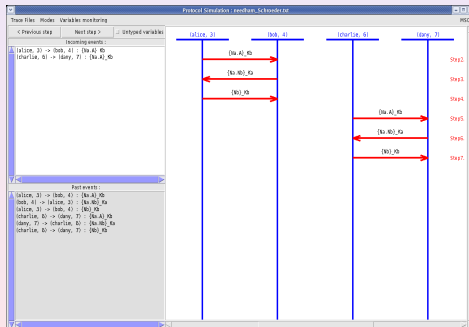 Protocol Simulation : needham_Schroeder.txt
Trace Files Modes Variables monitoring MSC
< Previous step Next step > Untyped variables
Incoming events :
(alice, 3) -> (bob, 4) : {Na.A}_Kb
(charlie, 6) -> (dany, 7) : {Na.A}_Kb
Past events :
(alice, 3) -> (bob, 4) : {Na.A}_Kb
(bob, 4) -> (alice, 3) : {Na.Nb}_Ka
(alice, 3) -> (bob, 4) : {Nb}_Kb
(charlie, 6) -> (dany, 7) : {Na.A}_Kb
(dany, 7) -> (charlie, 6) : {Na.Nb}_Ka
(charlie, 6) -> (dany, 7) : {Nb}_Kb
(alice, 3) (bob, 4) (charlie, 6) (dany, 7)
{Na.A}_Kb Step2.
{Na.Nb}_Ka Step3.
{Nb}_Kb Step4.
{Na.A}_Kb Step5.
{Na.Nb}_Ka Step6.
{Nb}_Kb Step7.